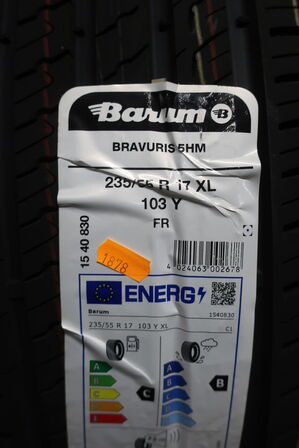 Barum B
BRAVURIS 5HM
235/55 R 17 XL
103 Y
FR
15 40 830
1878
4 024063 002678
ENERG
Barum 1540830
235/55 R 17 103 Y XL C1
A
B
C
D
E
C
A
B
C
D
E
B